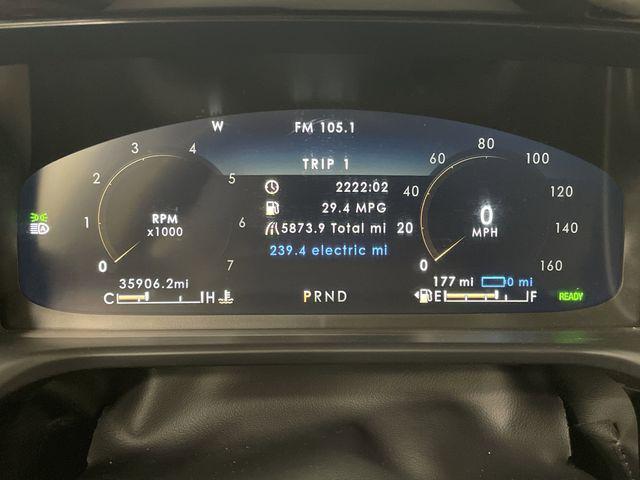 W
FM 105.1
TRIP 1
2222:02
29.4 MPG
5873.9 Total mi
239.4 electric mi
0
1
2
3
4
5
6
7
RPM
x1000
0
20
40
60
80
100
120
140
160
0
MPH
35906.2mi
C H
PRND
177 mi 0 mi
E F
READY
A